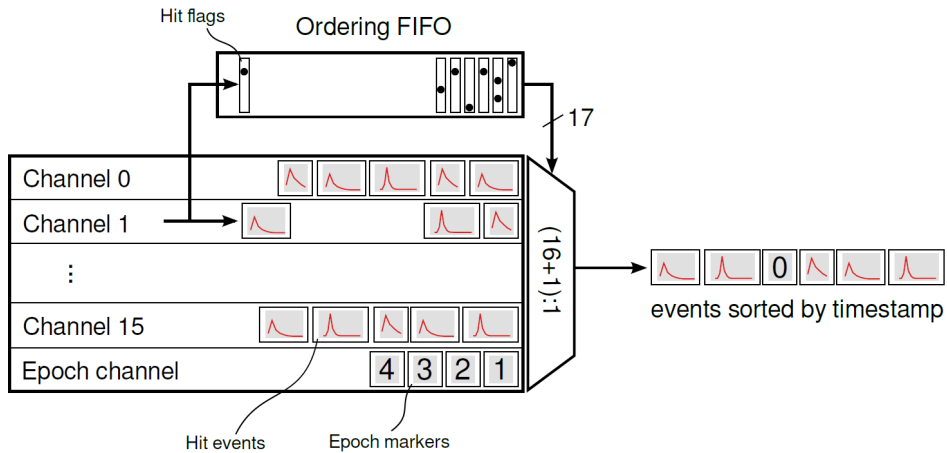 Hit flags
Ordering FIFO
17
Channel 0
Channel 1
⋮
Channel 15
Epoch channel
4 3 2 1
(16+1):1
0
events sorted by timestamp
Hit events
Epoch markers